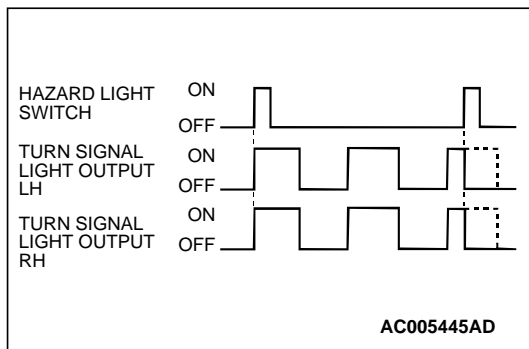 HAZARD LIGHT
SWITCH
ON
OFF
TURN SIGNAL
LIGHT OUTPUT
LH
ON
OFF
TURN SIGNAL
LIGHT OUTPUT
RH
ON
OFF
AC005445AD